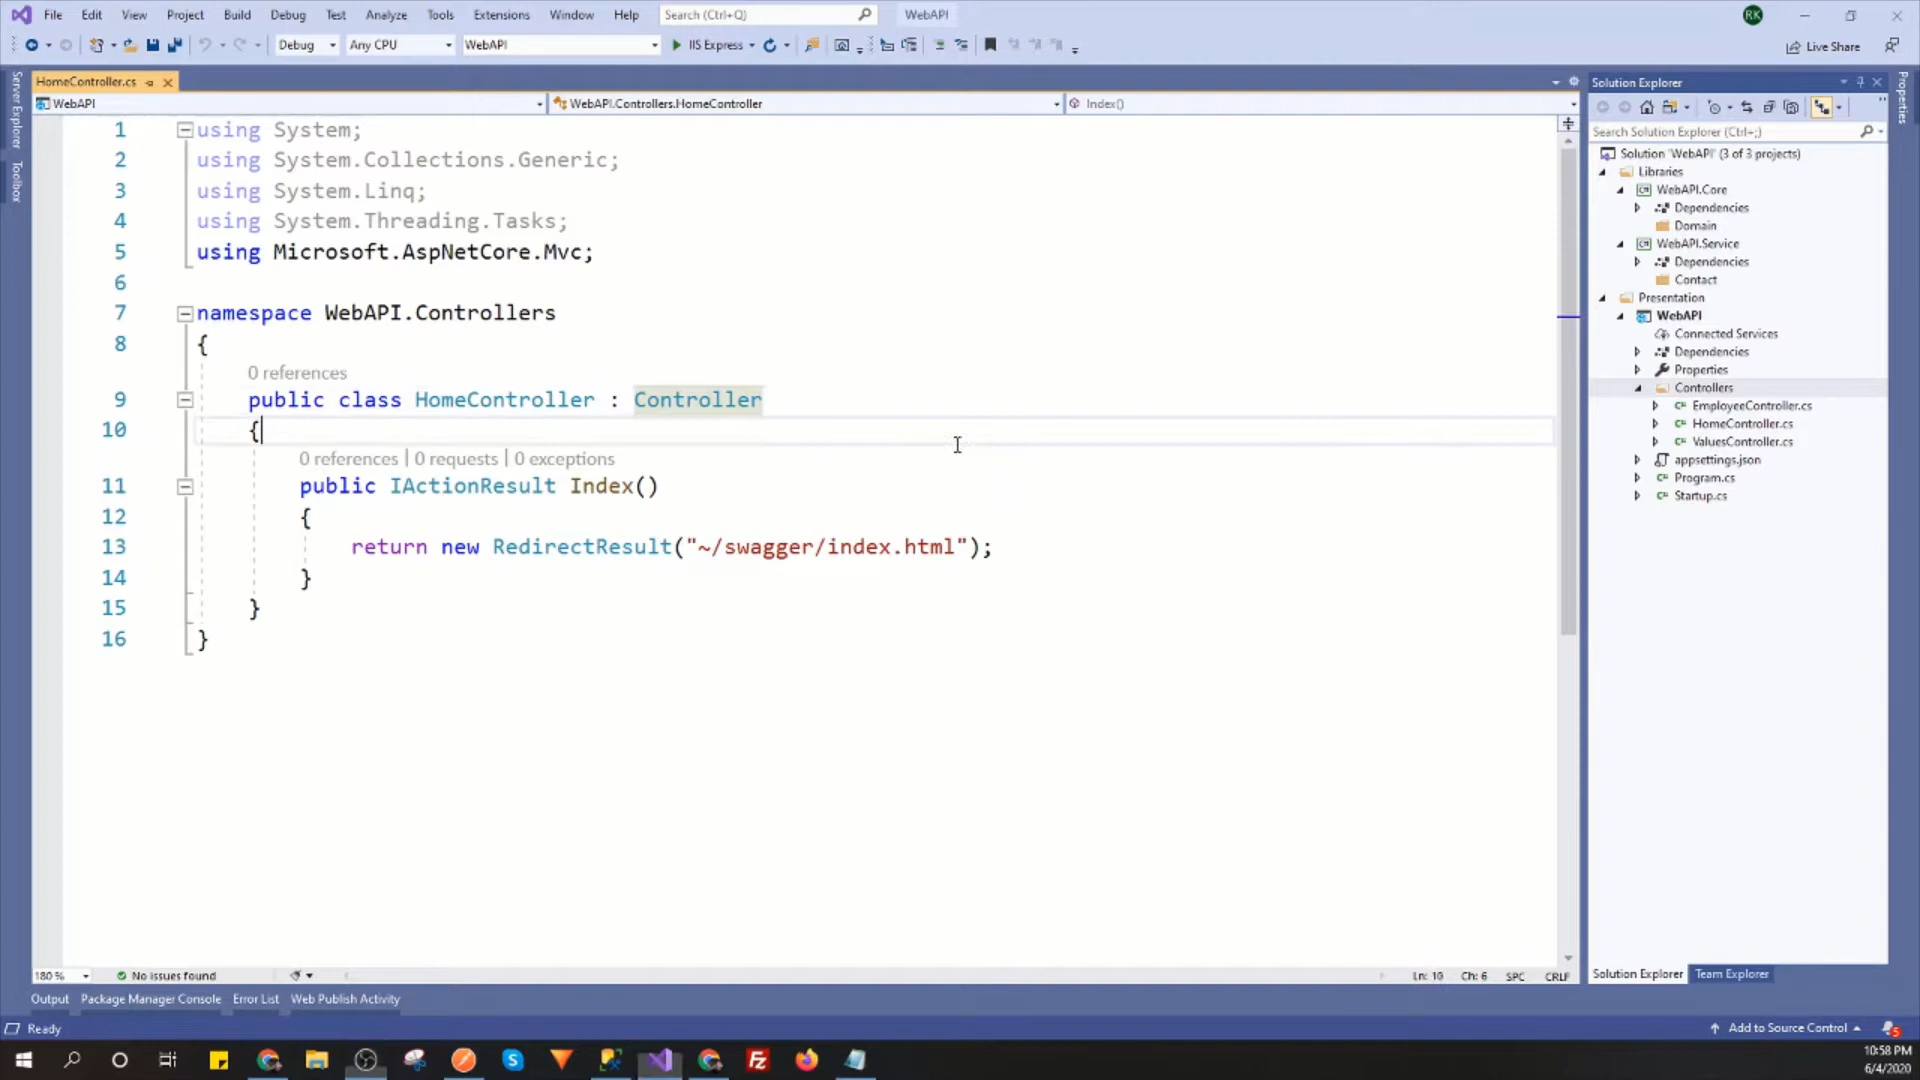 File Edit View Project Build Debug Test Analyze Tools Extensions Window Help Search (Ctrl+Q) WebAPI RK
Debug Any CPU WebAPI IIS Express Live Share
Server Explorer
Toolbox
HomeController.cs
WebAPI WebAPI.Controllers.HomeController Index()
1 using System;
2 using System.Collections.Generic;
3 using System.Linq;
4 using System.Threading.Tasks;
5 using Microsoft.AspNetCore.Mvc;
6
7 namespace WebAPI.Controllers
8 {
0 references
9 public class HomeController : Controller
10 {
0 references | 0 requests | 0 exceptions
11 public IActionResult Index()
12 {
13 return new RedirectResult("~/swagger/index.html");
14 }
15 }
16 }
180 % No issues found Ln: 10 Ch: 6 SPC CRLF
Solution Explorer
Search Solution Explorer (Ctrl+;)
Solution 'WebAPI' (3 of 3 projects)
Libraries
WebAPI.Core
Dependencies
Domain
WebAPI.Service
Dependencies
Contact
Presentation
WebAPI
Connected Services
Dependencies
Properties
Controllers
EmployeeController.cs
HomeController.cs
ValuesController.cs
appsettings.json
Program.cs
Startup.cs
Solution Explorer Team Explorer
Properties
Output Package Manager Console Error List Web Publish Activity
Ready Add to Source Control 5
10:58 PM
6/4/2020